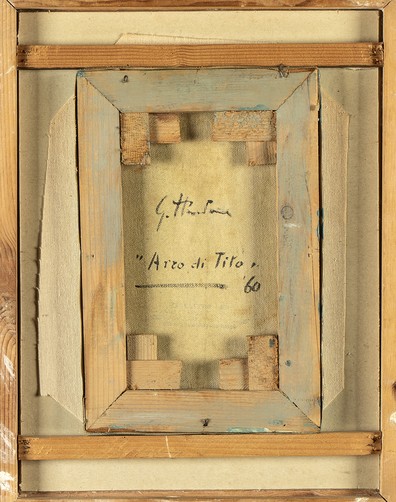 G.
"Arco di Tito"
'60